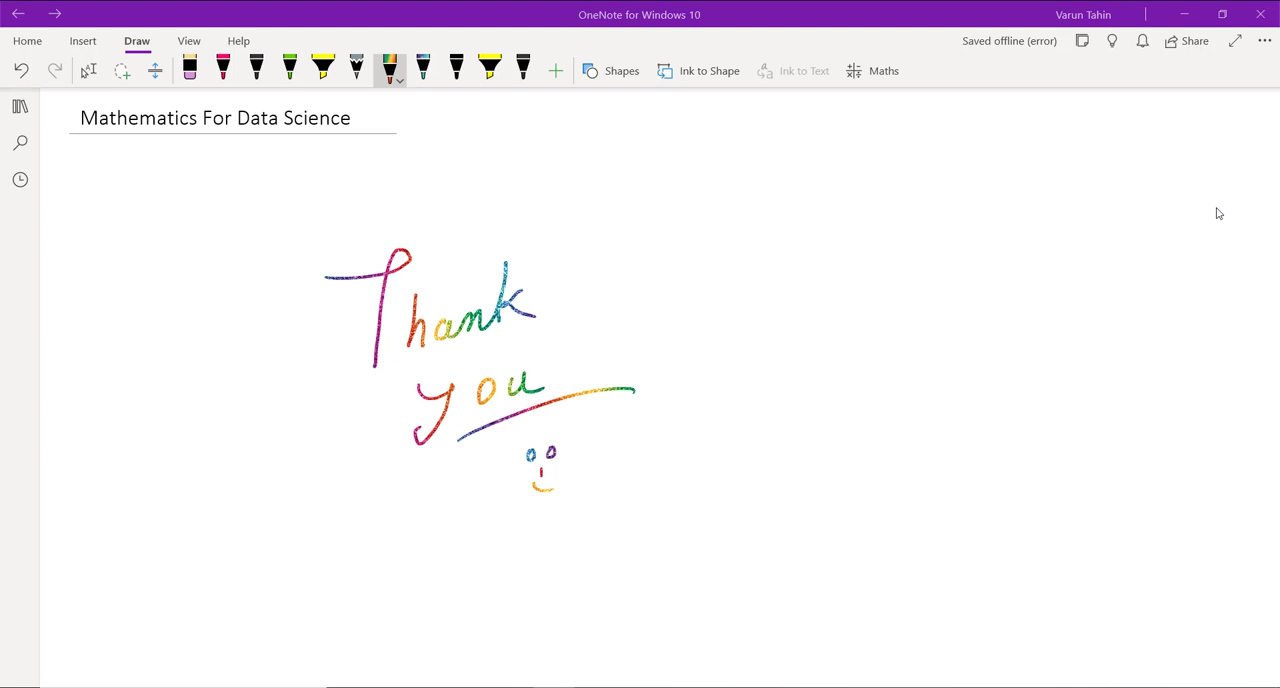 OneNote for Windows 10
Varun Tahin
Home Insert Draw View Help
Saved offline (error)
Share
Shapes
Ink to Shape
Ink to Text
Maths
Mathematics For Data Science
Thank
you